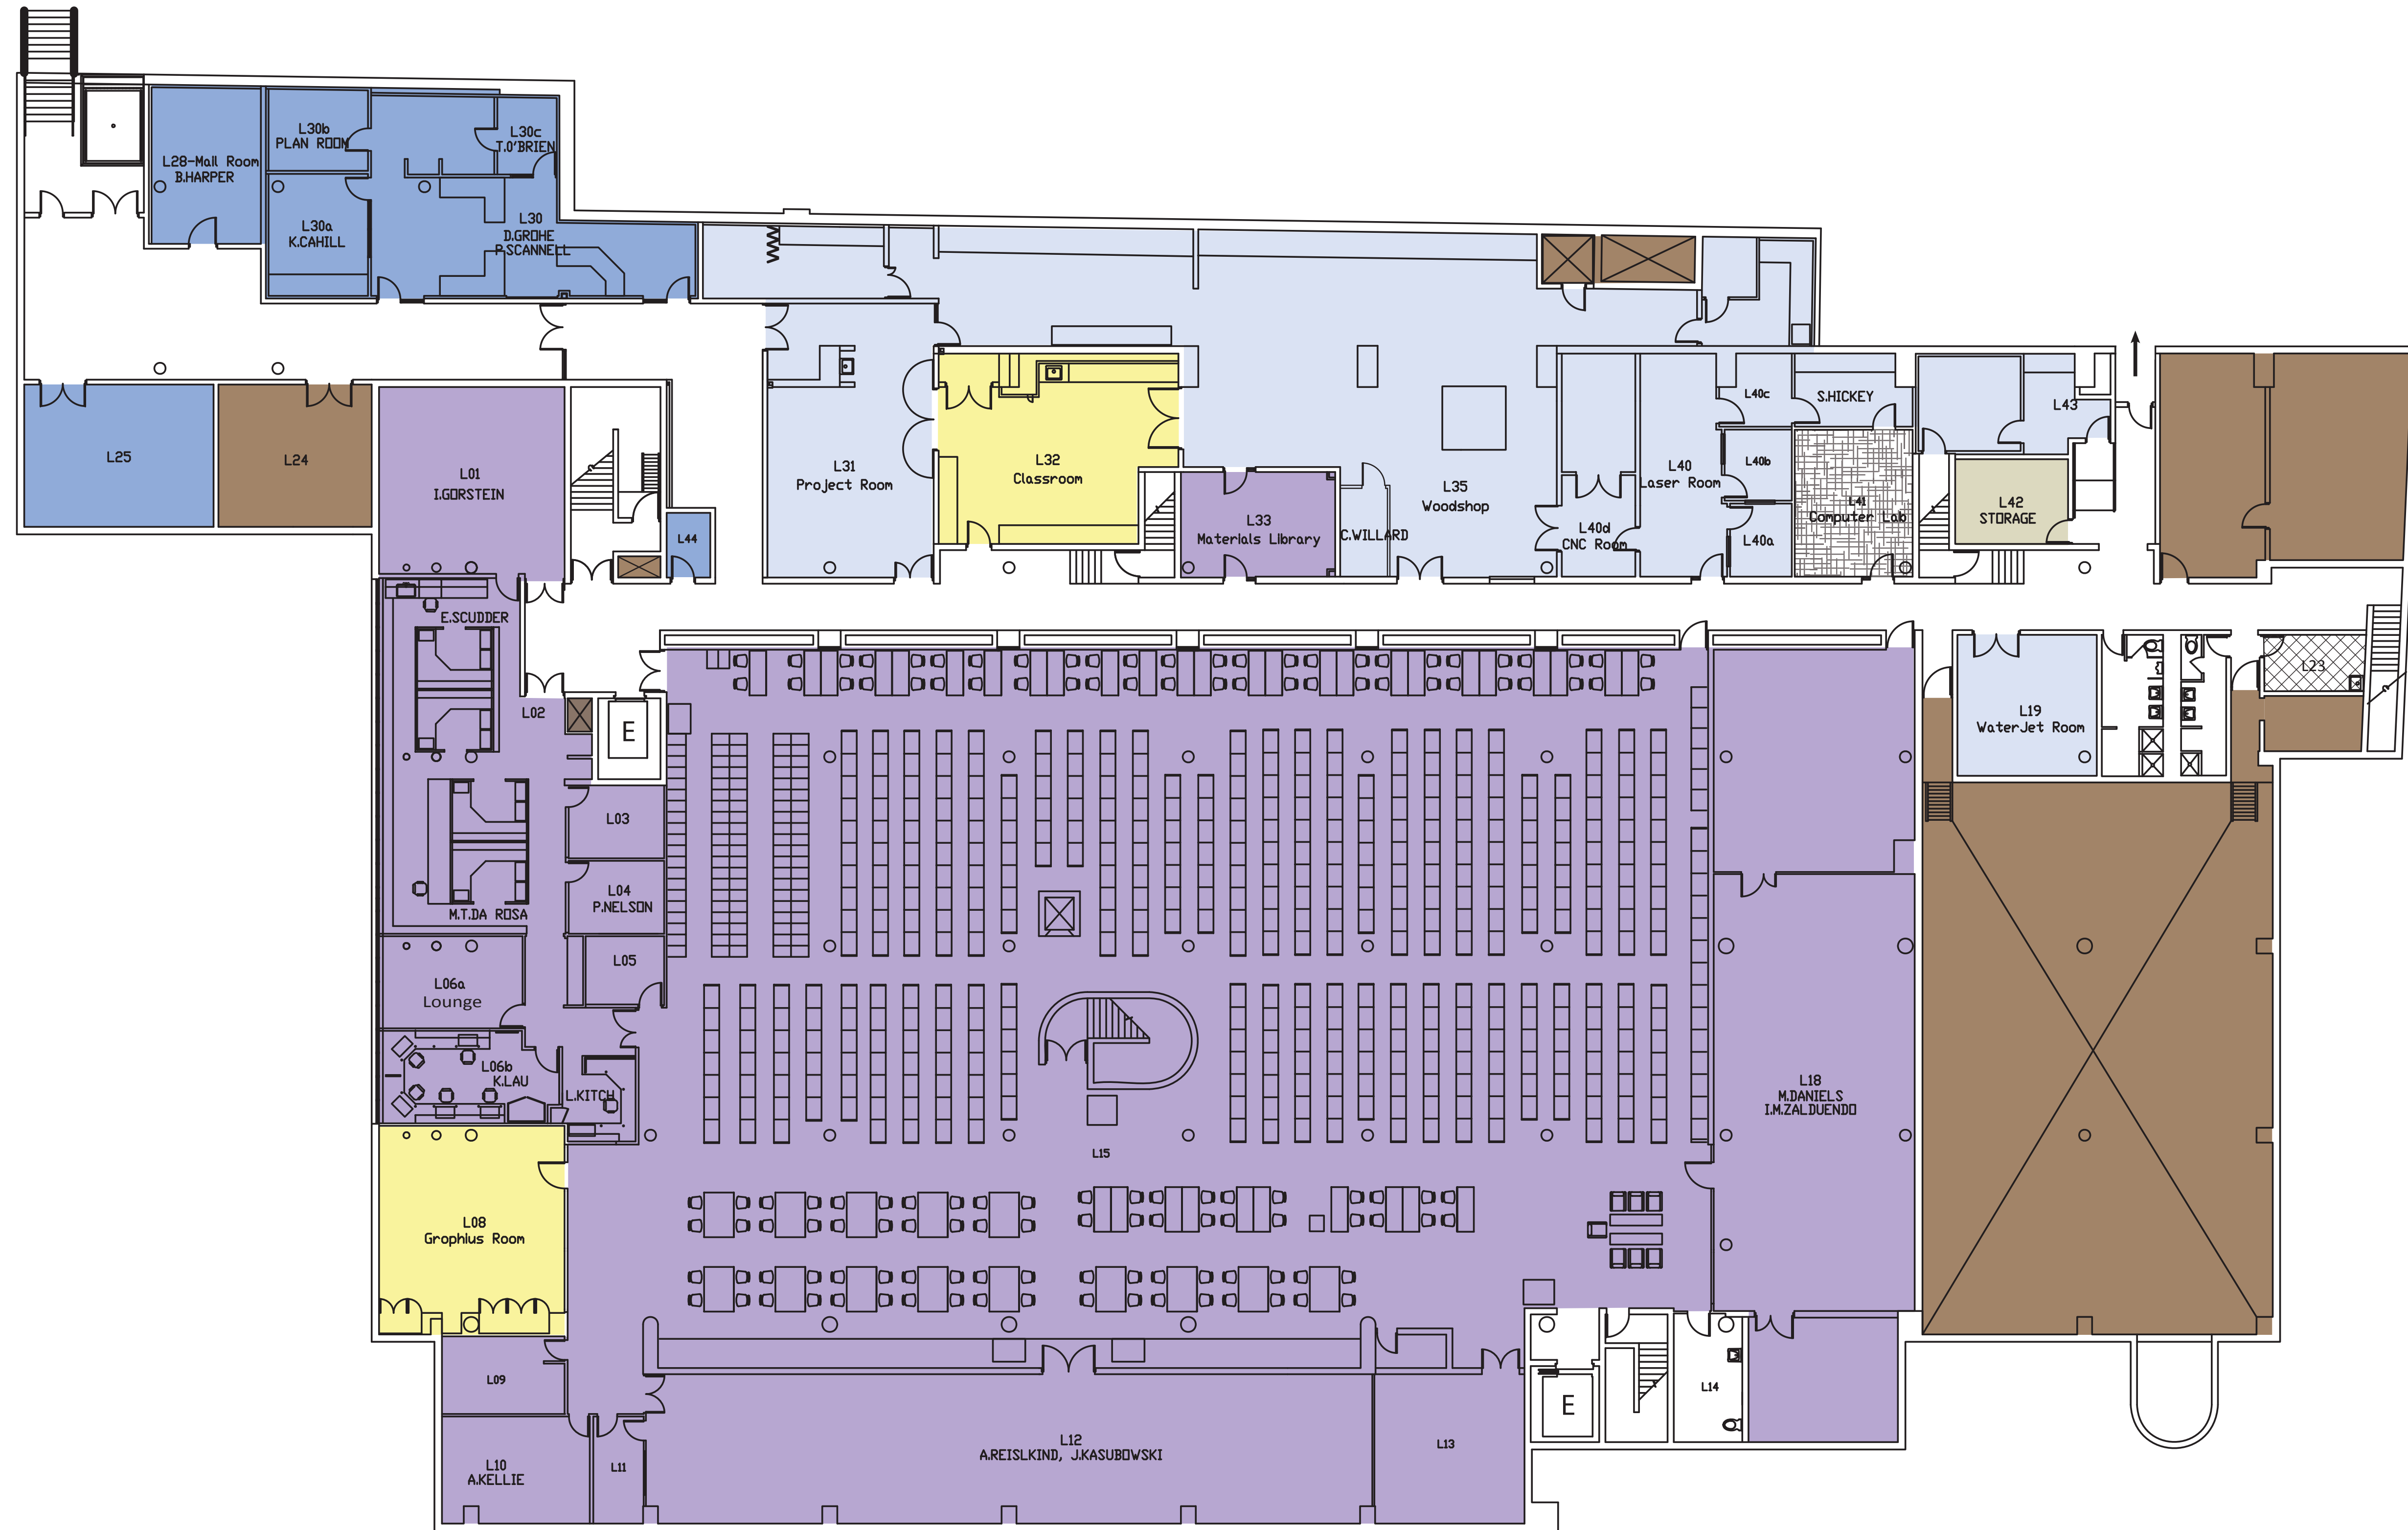 L30b
PLAN ROOM
L30c
T.O'BRIEN
L28-Mail Room
B.HARPER
L30a
K.CAHILL
L30
D.GROHE
P.SCANNELL
L25
L24
L01
I.GORSTEIN
L44
L31
Project Room
L32
Classroom
L33
Materials Library
C.WILLARD
L35
Woodshop
L40d
CNC Room
L40
Laser Room
L40c
L40b
L40a
S.HICKEY
L41
Computer Lab
L43
L42
STORAGE
E.SCUDDER
L02
E
L19
WaterJet Room
L23
L03
L04
P.NELSON
M.T.DA ROSA
L05
L06a
Lounge
L06b
K.LAU
L.KITCH
L15
L18
M.DANIELS
I.M.ZALDUENDO
L08
Grophius Room
L09
L10
A.KELLIE
L11
L12
A.REISLKIND, J.KASUBOWSKI
L13
E
L14